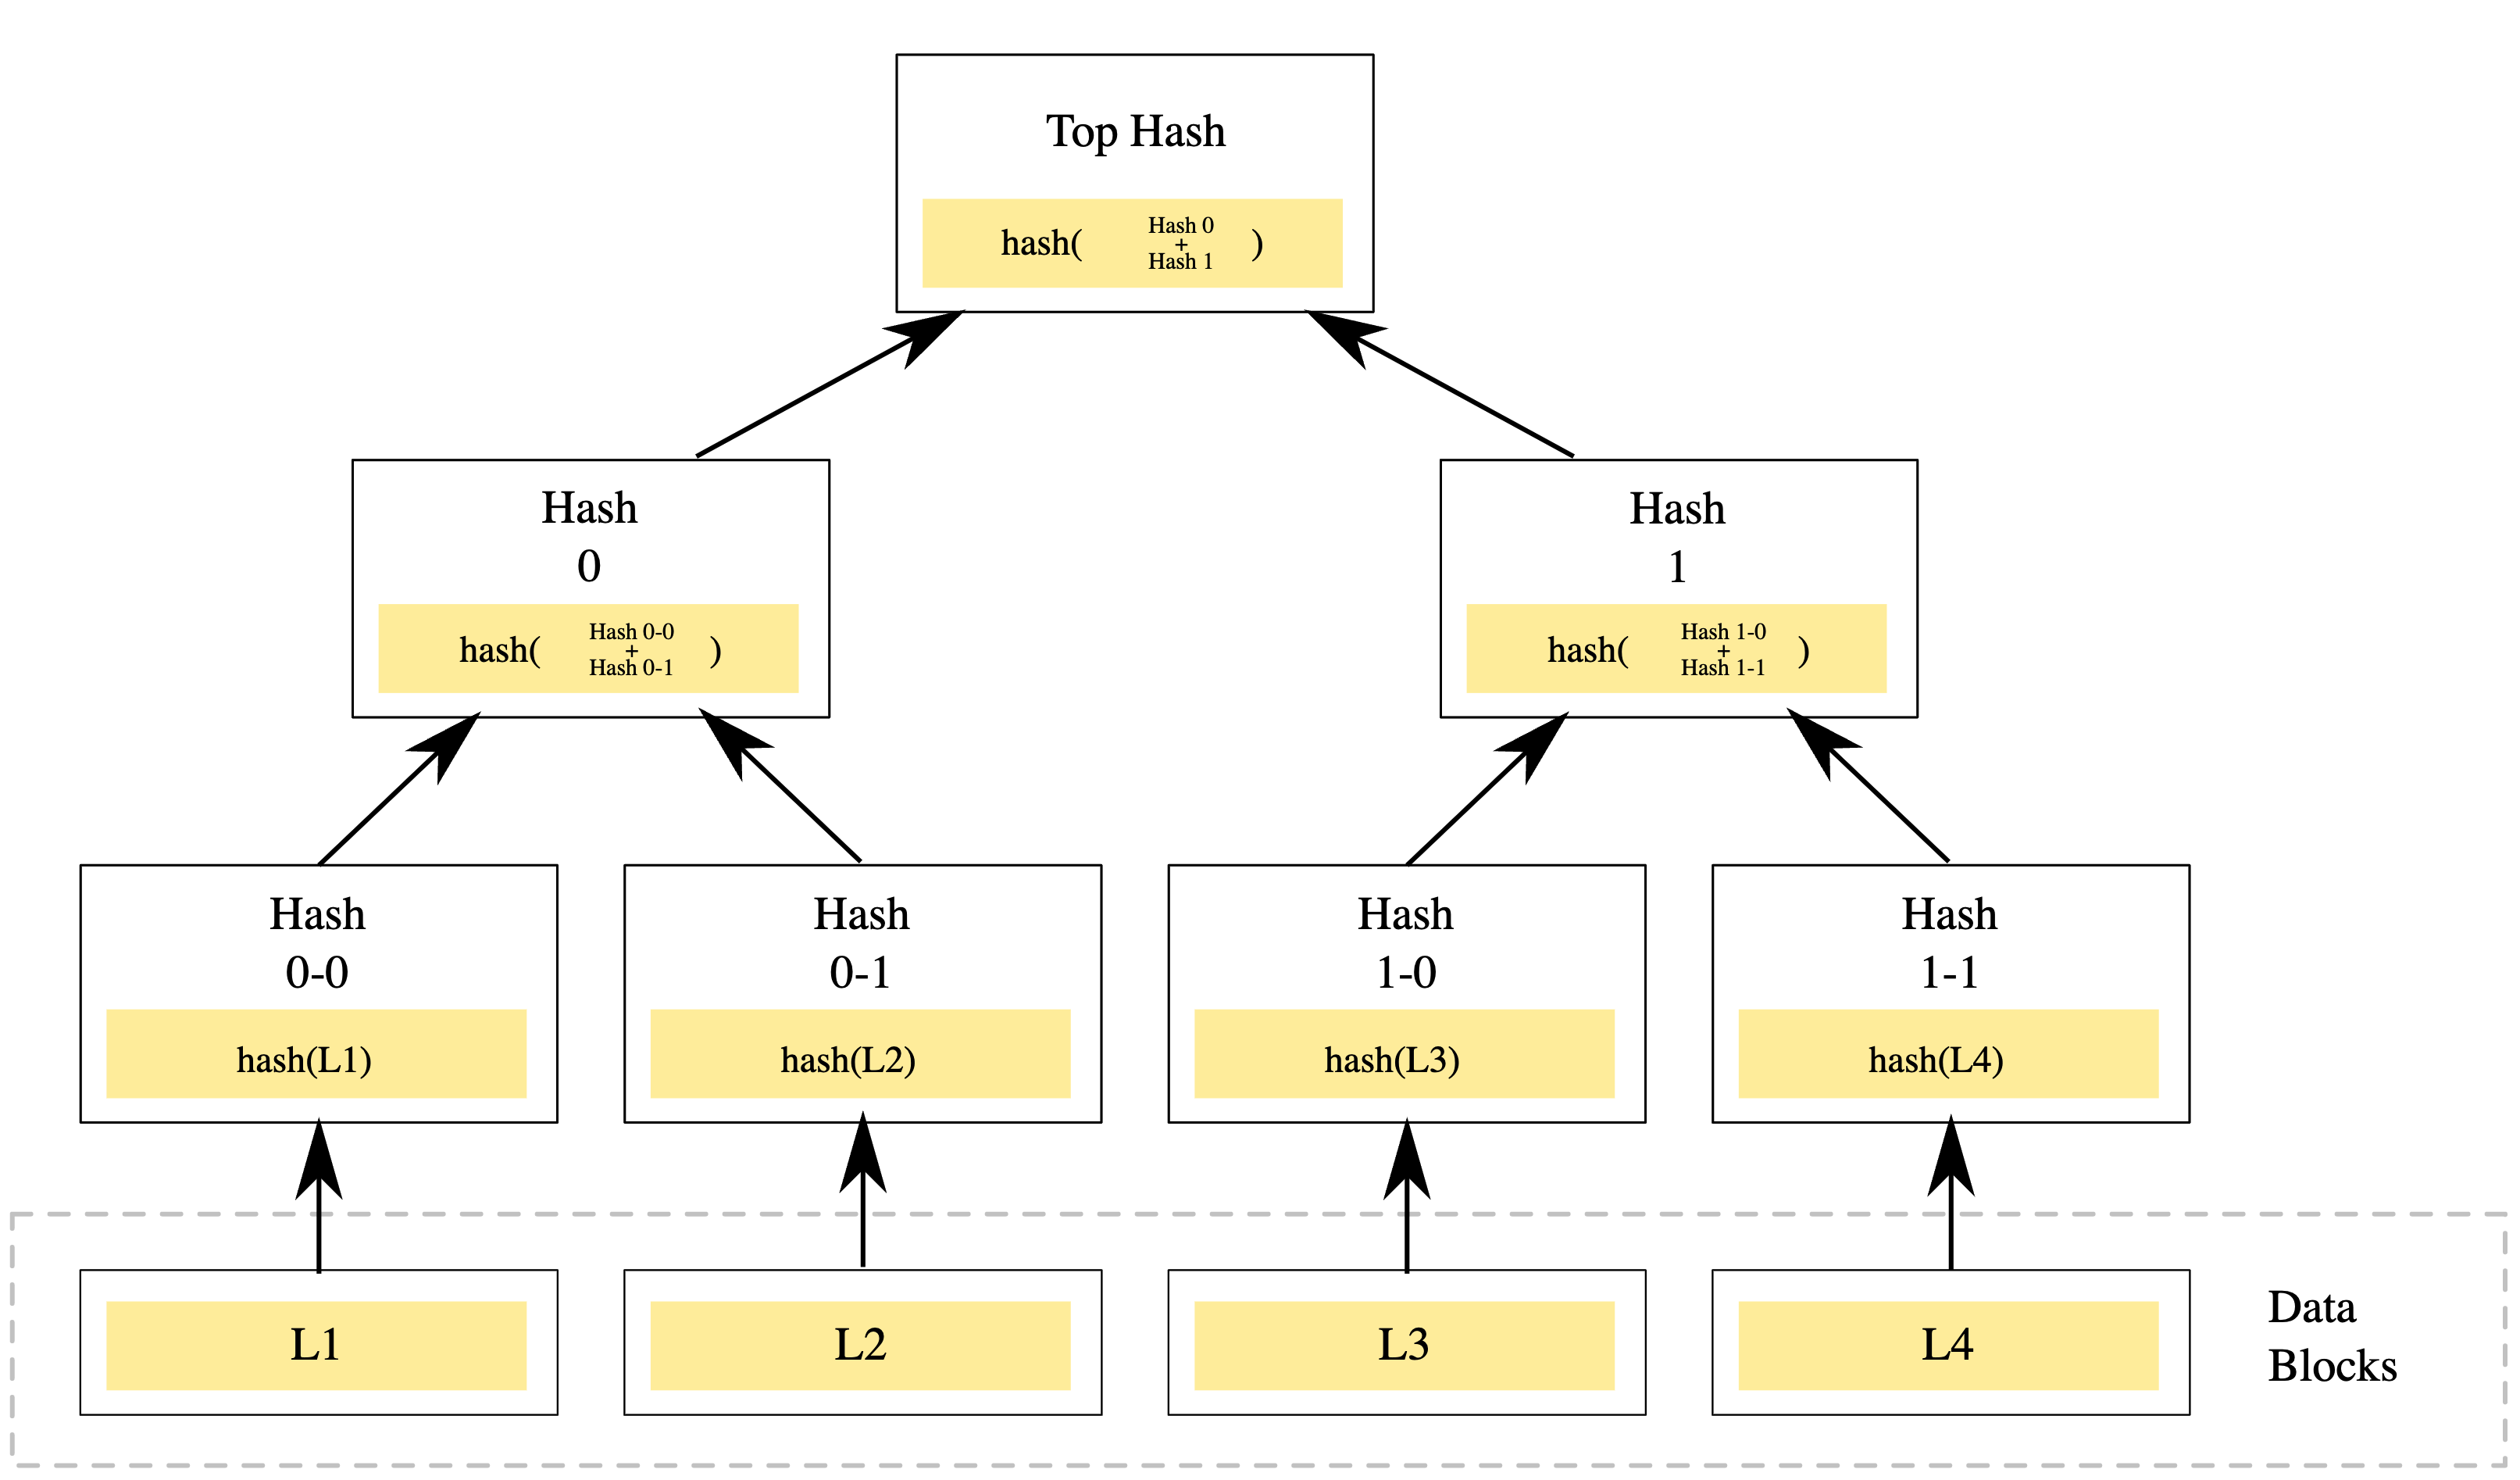 Top Hash
hash( Hash 0 + Hash 1 )
Hash
0
hash( Hash 0-0 + Hash 0-1 )
Hash
1
hash( Hash 1-0 + Hash 1-1 )
Hash
0-0
hash(L1)
Hash
0-1
hash(L2)
Hash
1-0
hash(L3)
Hash
1-1
hash(L4)
L1
L2
L3
L4
Data
Blocks